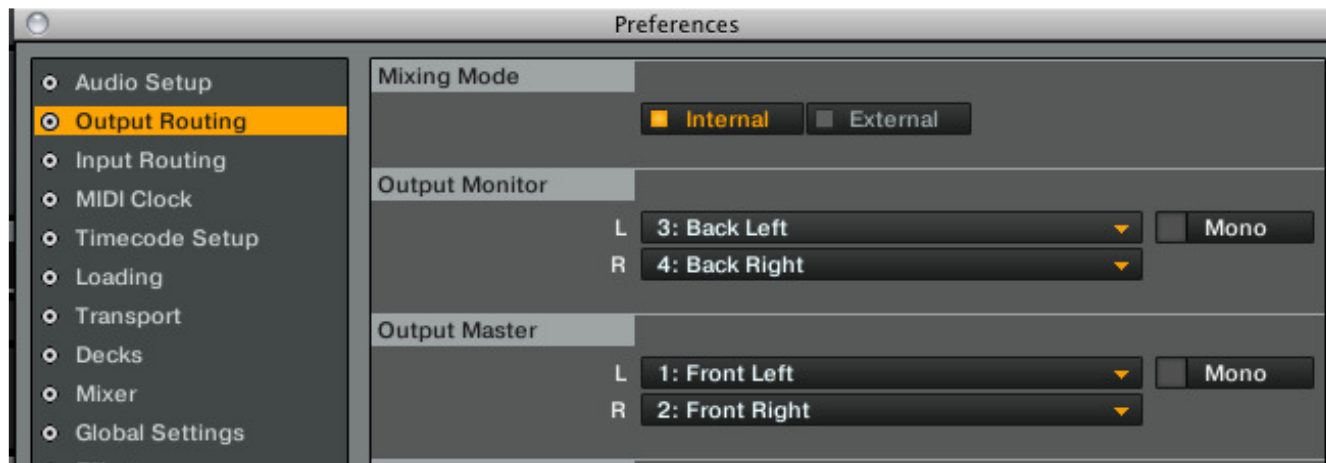 Preferences
Audio Setup
Output Routing
Input Routing
MIDI Clock
Timecode Setup
Loading
Transport
Decks
Mixer
Global Settings
Mixing Mode
Internal External
Output Monitor
L 3: Back Left Mono
R 4: Back Right
Output Master
L 1: Front Left Mono
R 2: Front Right